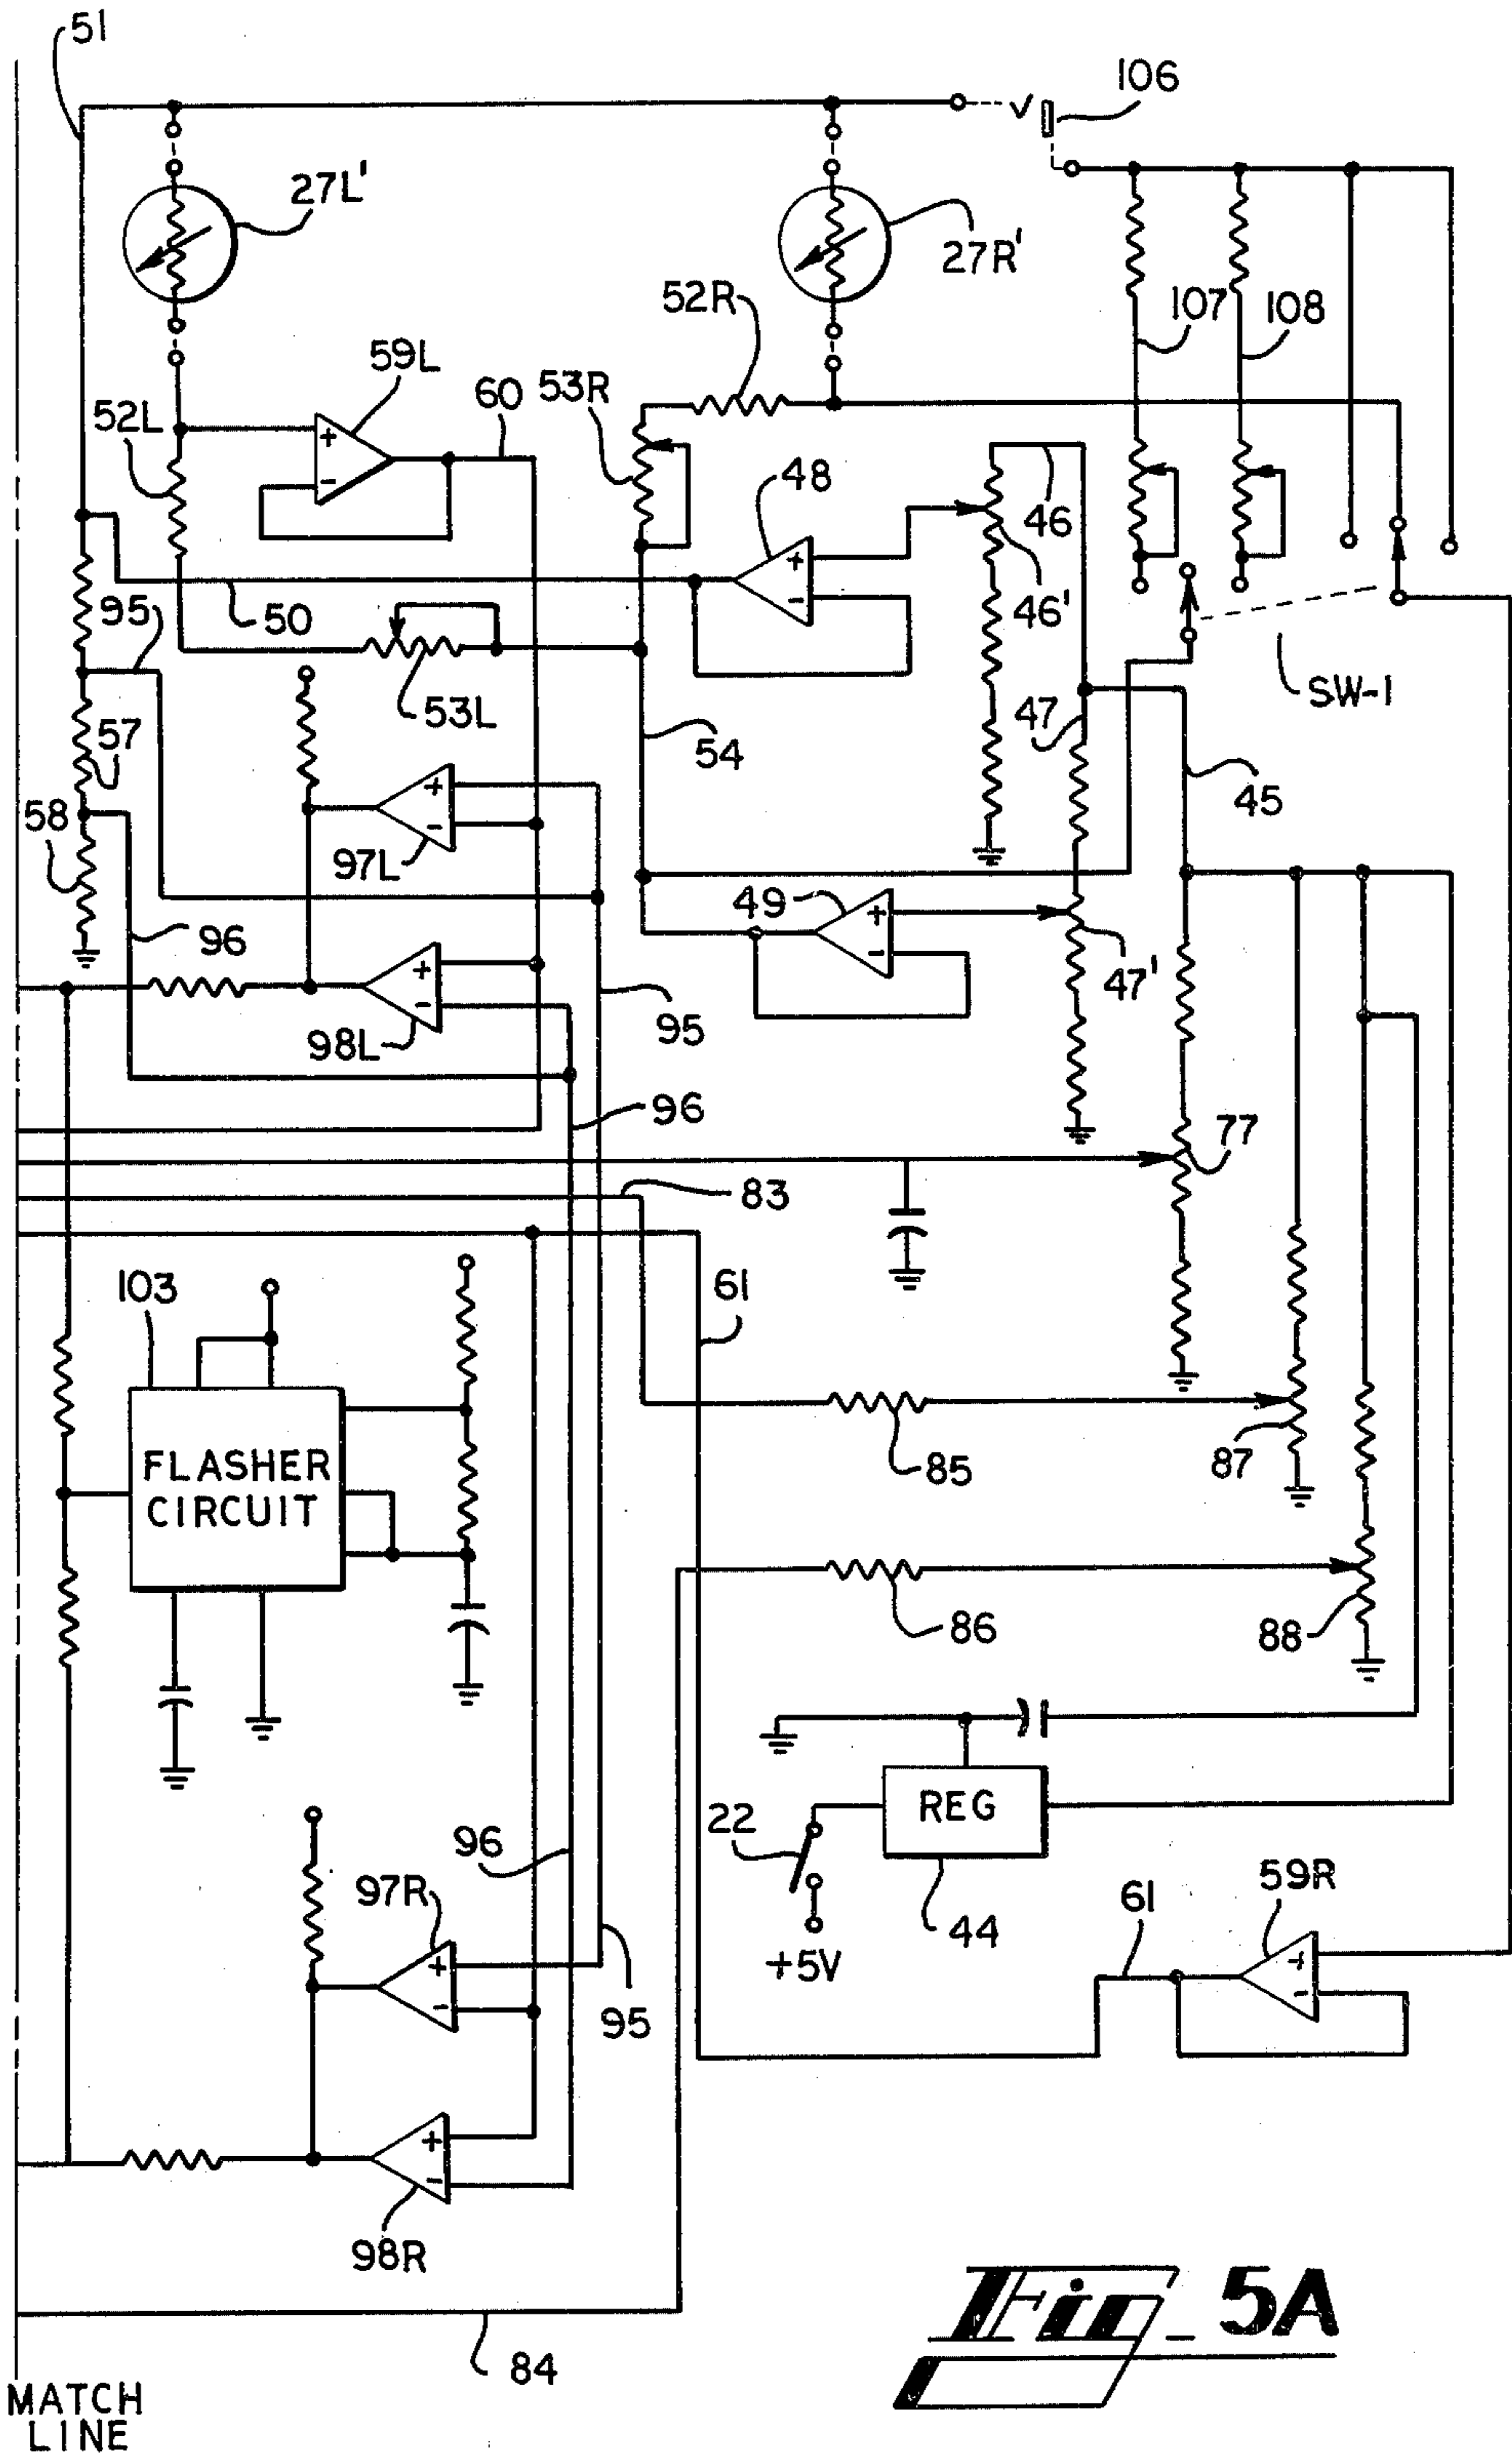 51
106
27L'
27R'
52R
107
108
59L
53R
60
52L
48
46
46'
95
50
53L
SW-1
47
57
54
45
58
97L
49
96
47'
95
98L
96
77
83
103
61
FLASHER
CIRCUIT
85
87
86
88
REG
22
96
97R
44
61
59R
+5V
95
98R
84
Fig_5A
MATCH
LINE